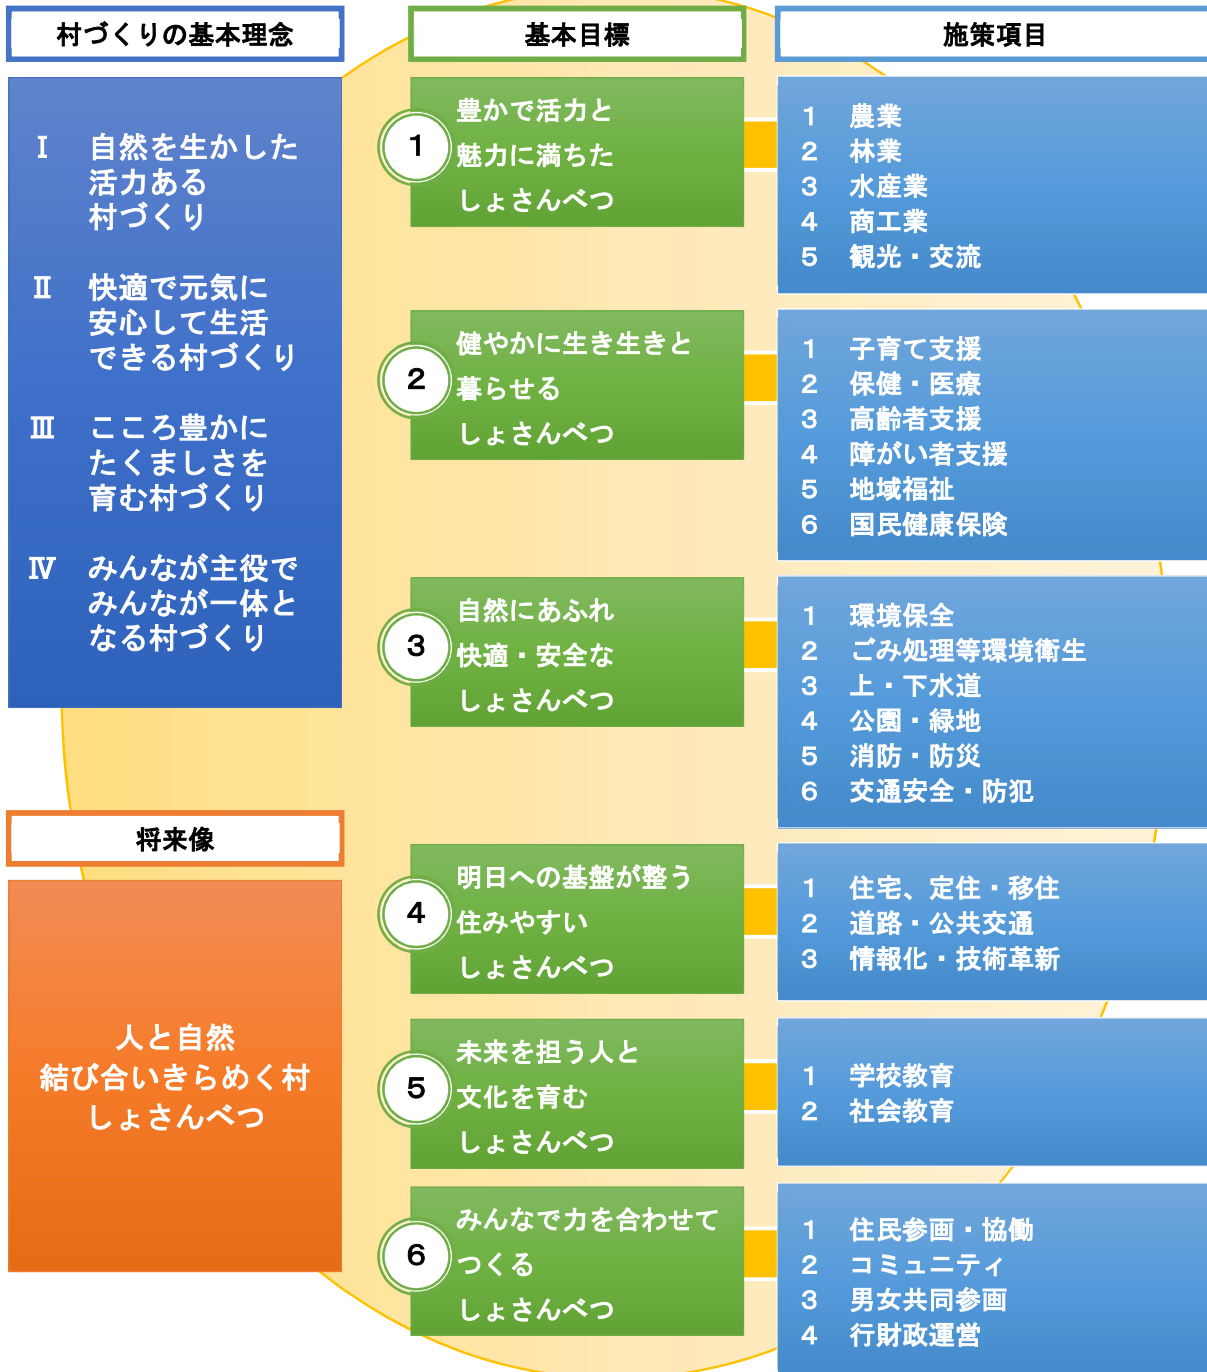 村づくりの基本理念
Ⅰ 自然を生かした
活力ある
村づくり
Ⅱ 快適で元気に
安心して生活
できる村づくり
Ⅲ こころ豊かに
たくましさを
育む村づくり
Ⅳ みんなが主役で
みんなが一体と
なる村づくり
将来像
人と自然
結び合いきらめく村
しょさんべつ
基本目標
施策項目
1
豊かで活力と
魅力に満ちた
しょさんべつ
1 農業
2 林業
3 水産業
4 商工業
5 観光・交流
2
健やかに生き生きと
暮らせる
しょさんべつ
1 子育て支援
2 保健・医療
3 高齢者支援
4 障がい者支援
5 地域福祉
6 国民健康保険
3
自然にあふれ
快適・安全な
しょさんべつ
1 環境保全
2 ごみ処理等環境衛生
3 上・下水道
4 公園・緑地
5 消防・防災
6 交通安全・防犯
4
明日への基盤が整う
住みやすい
しょさんべつ
1 住宅、定住・移住
2 道路・公共交通
3 情報化・技術革新
5
未来を担う人と
文化を育む
しょさんべつ
1 学校教育
2 社会教育
6
みんなで力を合わせて
つくる
しょさんべつ
1 住民参画・協働
2 コミュニティ
3 男女共同参画
4 行財政運営